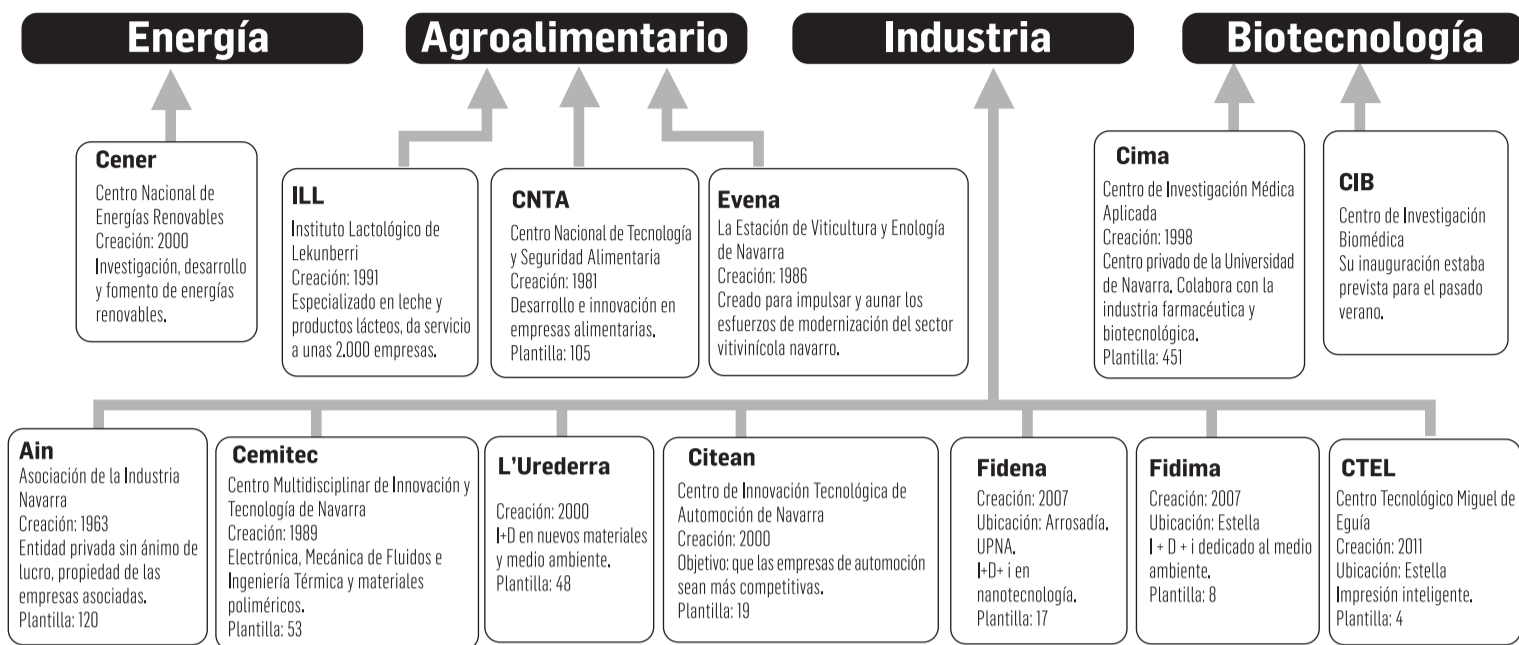 Energía
Agroalimentario
Industria
Biotecnología
Cener
Centro Nacional de
Energías Renovables
Creación: 2000
Investigación, desarrollo
y fomento de energías
renovables.
ILL
Instituto Lactológico de
Lekunberri
Creación: 1991
Especializado en leche y
productos lácteos, da servicio
a unas 2.000 empresas.
CNTA
Centro Nacional de Tecnología
y Seguridad Alimentaria
Creación: 1981
Desarrollo e innovación en
empresas alimentarias.
Plantilla: 105
Evena
La Estación de Viticultura y Enología
de Navarra
Creación: 1986
Creado para impulsar y aunar los
esfuerzos de modernización del sector
vitivinícola navarro.
Cima
Centro de Investigación Médica
Aplicada
Creación: 1998
Centro privado de la Universidad
de Navarra. Colabora con la
industria farmacéutica y
biotecnológica.
Plantilla: 451
CIB
Centro de Investigación
Biomédica
Su inauguración estaba
prevista para el pasado
verano.
Ain
Asociación de la Industria
Navarra
Creación: 1963
Entidad privada sin ánimo de
lucro, propiedad de las
empresas asociadas.
Plantilla: 120
Cemitec
Centro Multidisciplinar de Innovación y
Tecnología de Navarra
Creación: 1989
Electrónica, Mecánica de Fluidos e
Ingeniería Térmica y materiales
poliméricos.
Plantilla: 53
L'Urederra
Creación: 2000
I+D en nuevos materiales
y medio ambiente.
Plantilla: 48
Citean
Centro de Innovación Tecnológica de
Automoción de Navarra
Creación: 2000
Objetivo: que las empresas de automoción
sean más competitivas.
Plantilla: 19
Fidena
Creación: 2007
Ubicación: Arrosadía.
UPNA.
I+D+ i en
nanotecnología.
Plantilla: 17
Fidima
Creación: 2007
Ubicación: Estella
I + D + i dedicado al medio
ambiente.
Plantilla: 8
CTEL
Centro Tecnológico Miguel de
Eguía
Creación: 2011
Ubicación: Estella
Impresión inteligente.
Plantilla: 4